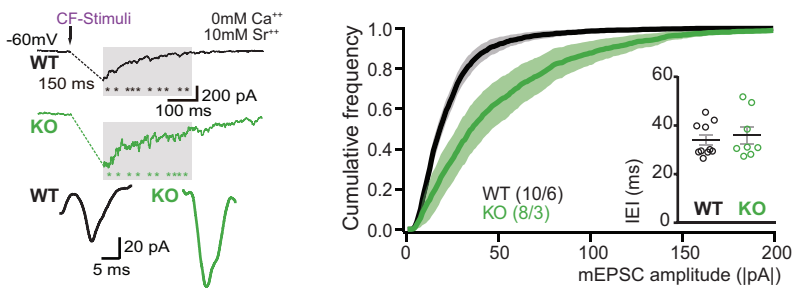 CF-Stimuli
0mM Ca⁺⁺
10mM Sr⁺⁺
-60mV
WT
150 ms
* * *** * * * * *
200 pA
100 ms
KO
* * * * * * * **** 
WT
KO
20 pA
5 ms
Cumulative frequency
1.0
0.8
0.6
0.4
0.2
0.0
0
50
100
150
200
mEPSC amplitude (|pA|)
WT (10/6)
KO (8/3)
IEI (ms)
60
40
20
0
WT
KO